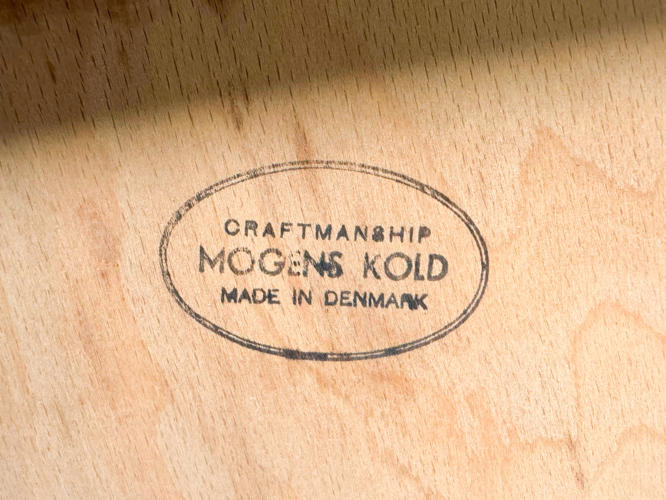 CRAFTMANSHIP
MOGENS KOLD
MADE IN DENMARK